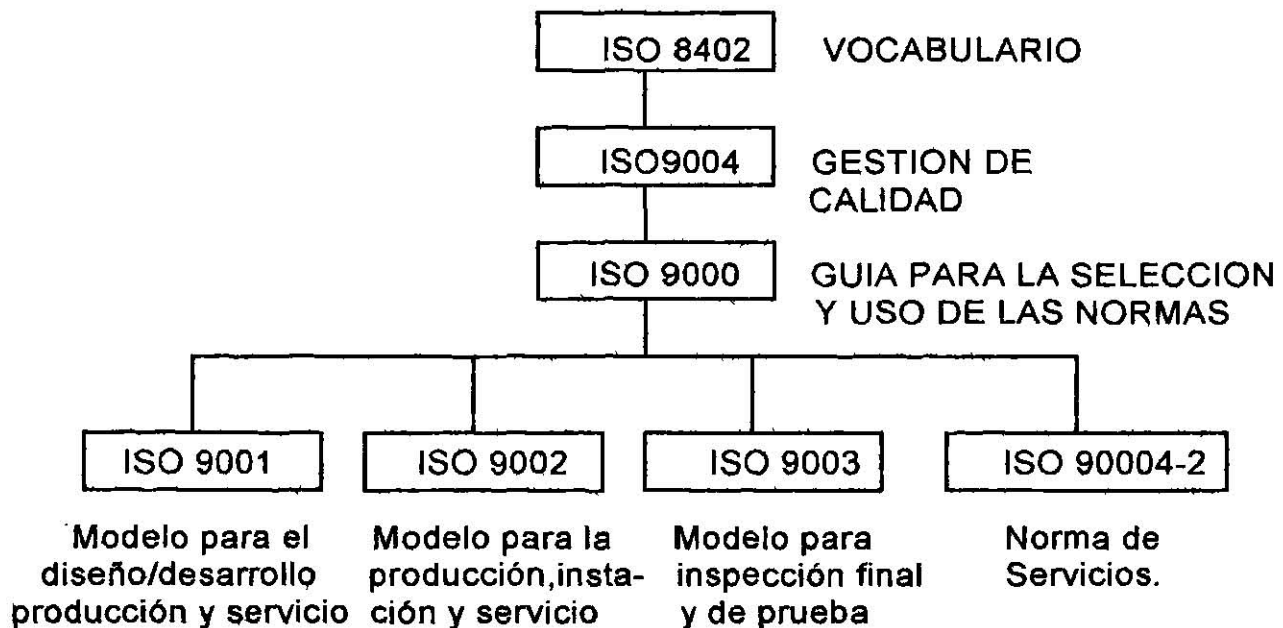 ISO 8402 VOCABULARIO
ISO9004 GESTION DE
CALIDAD
ISO 9000 GUIA PARA LA SELECCION
Y USO DE LAS NORMAS
ISO 9001
ISO 9002
ISO 9003
ISO 90004-2
Modelo para el
diseño/desarrollo
producción y servicio
Modelo para la
producción,insta-
ción y servicio
Modelo para
inspección final
y de prueba
Norma de
Servicios.